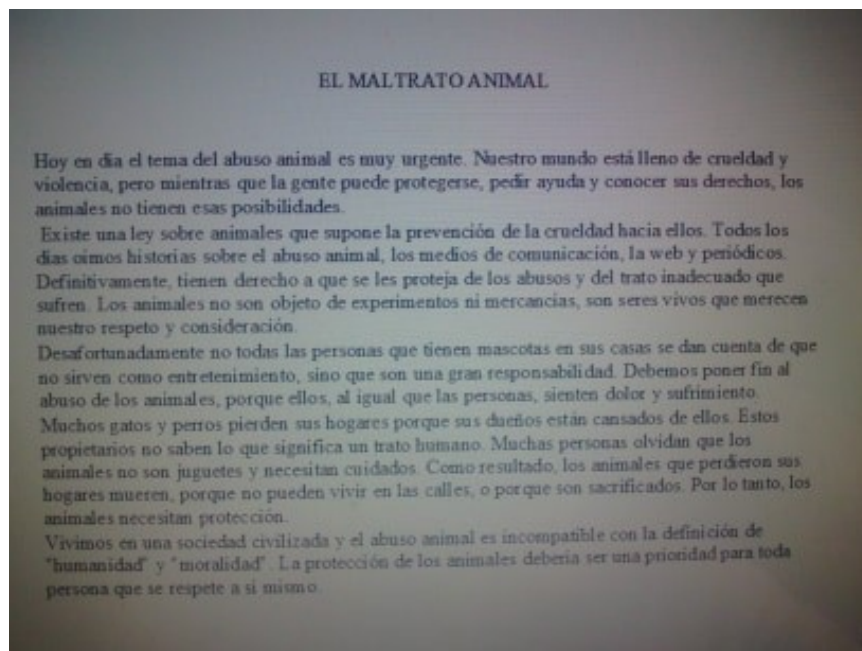 EL MALTRATO ANIMAL
Hoy en dia el tema del abuso animal es muy urgente. Nuestro mundo está lleno de crueldad y
violencia, pero mientras que la gente puede protegerse, pedir ayuda y conocer sus derechos, los
animales no tienen esas posibilidades.
Existe una ley sobre animales que supone la prevención de la crueldad hacia ellos. Todos los
dias oimos historias sobre el abuso animal, los medios de comunicación, la web y periódicos.
Definitivamente, tienen derecho a que se les proteja de los abusos y del trato inadecuado que
sufren. Los animales no son objeto de experimentos ni mercancias, son seres vivos que merecen
nuestro respeto y consideración.
Desafortunadamente no todas las personas que tienen mascotas en sus casas se dan cuenta de que
no sirven como entretenimiento, sino que son una gran responsabilidad. Debemos poner fin al
abuso de los animales, porque ellos, al igual que las personas, sienten dolor y sufrimiento.
Muchos gatos y perros pierden sus hogares porque sus dueños están cansados de ellos. Estos
propietarios no saben lo que significa un trato humano. Muchas personas olvidan que los
animales no son juguetes y necesitan cuidados. Como resultado, los animales que perdieron sus
hogares mueren, porque no pueden vivir en las calles, o porque son sacrificados. Por lo tanto, los
animales necesitan protección.
Vivimos en una sociedad civilizada y el abuso animal es incompatible con la definición de
"humanidad" y "moralidad". La protección de los animales deberia ser una prioridad para toda
persona que se respete a si mismo.